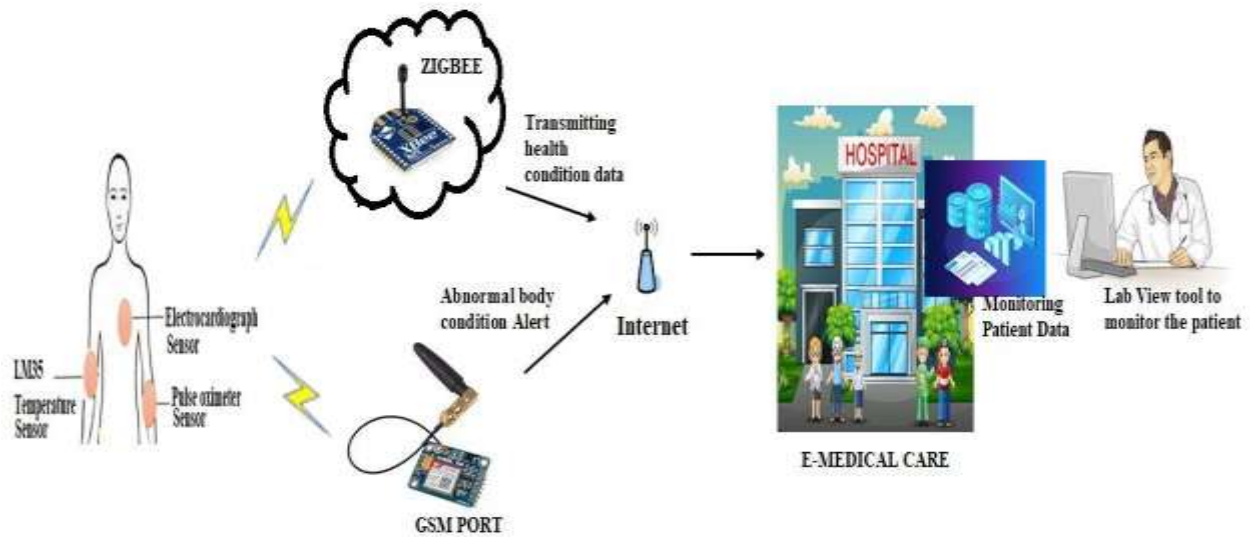 ZIGBEE
XBee
Transmitting
health
condition data
HOSPITAL
Electrocardiograph
Sensor
LM35
Temperature
Sensor
Pulse oximeter
Sensor
Abnormal body
condition Alert
Internet
Monitoring
Patient Data
Lab View tool to
monitor the patient
E-MEDICAL CARE
GSM PORT